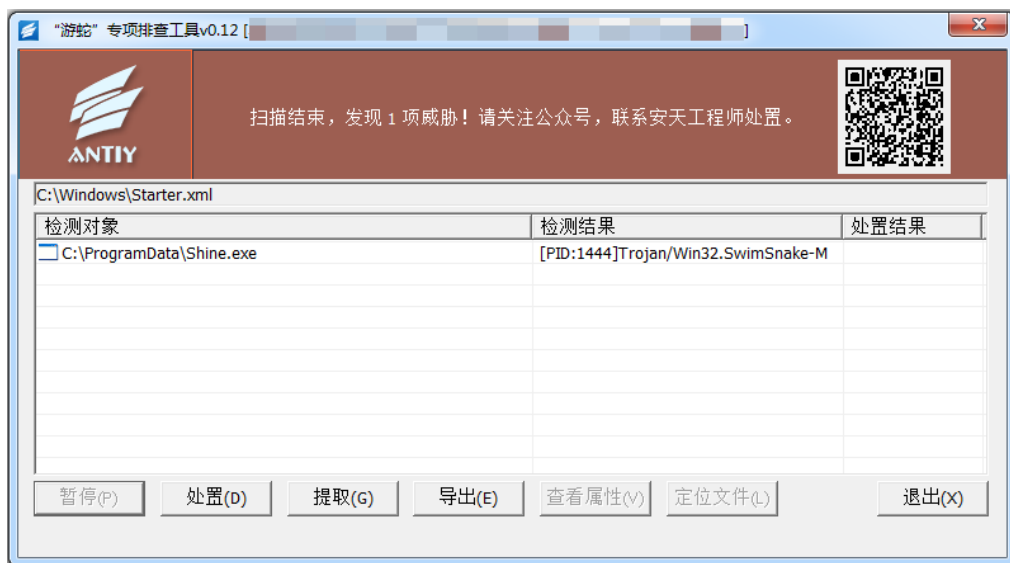 “游蛇”专项排查工具v0.12 [ ]
ANTIY
扫描结束，发现 1 项威胁！请关注公众号，联系安天工程师处置。
C:\Windows\Starter.xml
检测对象 检测结果 处置结果
C:\ProgramData\Shine.exe [PID:1444]Trojan/Win32.SwimSnake-M
暂停(P) 处置(D) 提取(G) 导出(E) 查看属性(V) 定位文件(L) 退出(X)